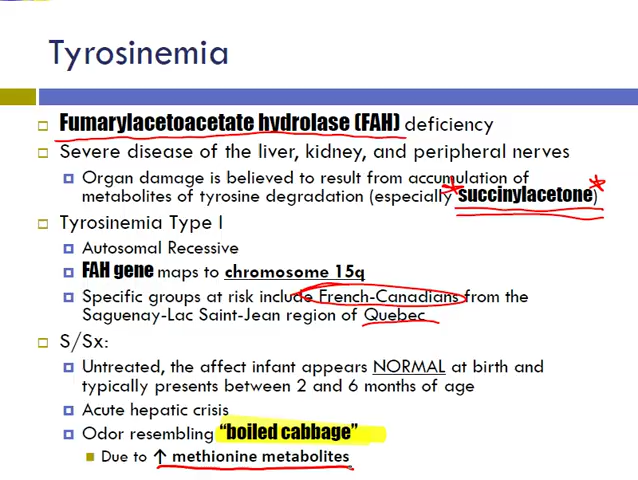 Tyrosinemia
Fumarylacetoacetate hydrolase (FAH) deficiency
Severe disease of the liver, kidney, and peripheral nerves
Organ damage is believed to result from accumulation of
metabolites of tyrosine degradation (especially *succinylacetone*)
Tyrosinemia Type I
Autosomal Recessive
FAH gene maps to chromosome 15q
Specific groups at risk include French-Canadians from the
Saguenay-Lac Saint-Jean region of Quebec
S/Sx:
Untreated, the affect infant appears NORMAL at birth and
typically presents between 2 and 6 months of age
Acute hepatic crisis
Odor resembling "boiled cabbage"
Due to ↑ methionine metabolites